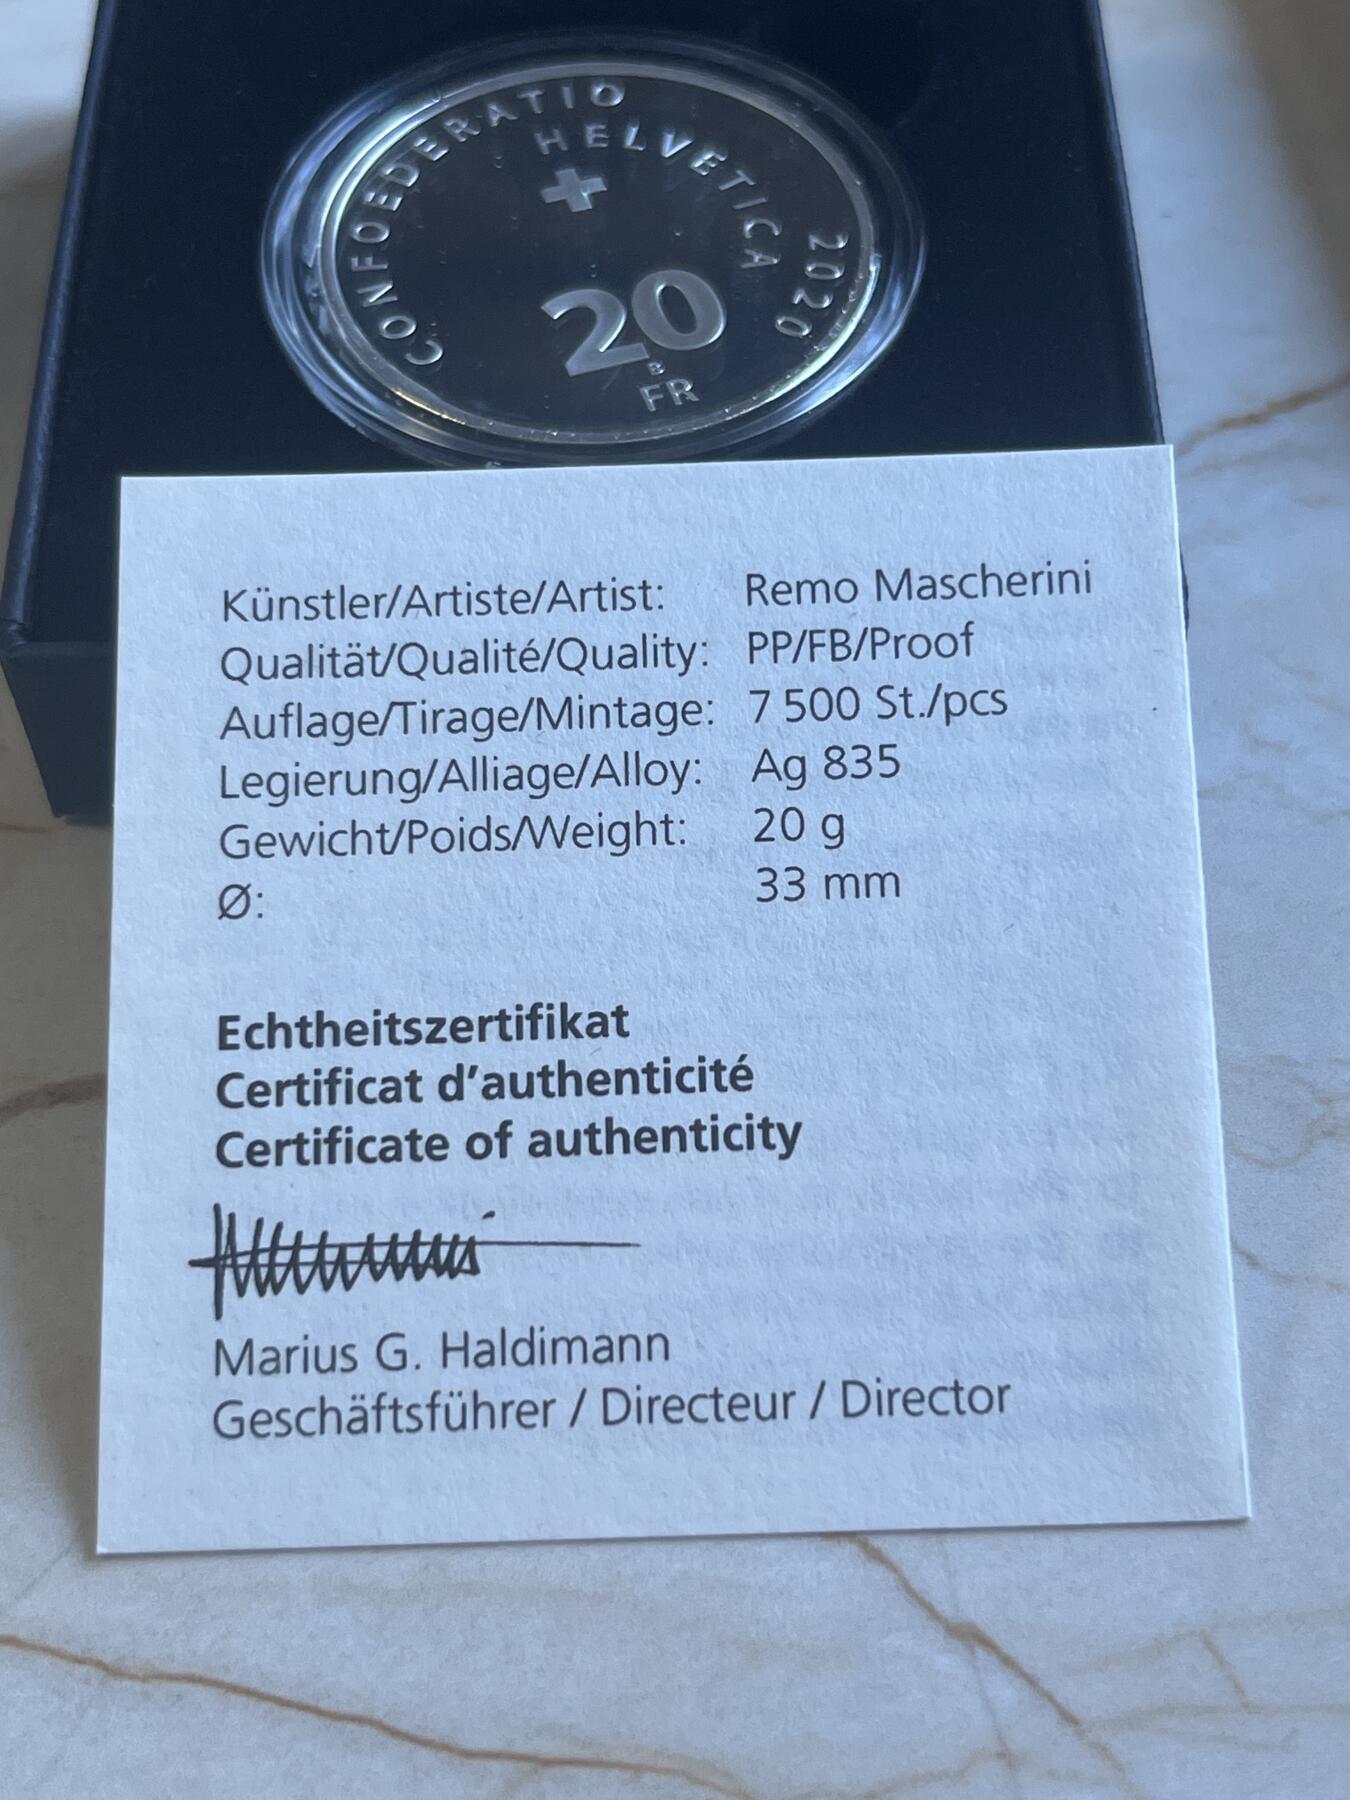 CONFOEDERATIO
HELVETICA
2020
20
B
FR
Künstler/Artiste/Artist: Remo Mascherini
Qualität/Qualité/Quality: PP/FB/Proof
Auflage/Tirage/Mintage: 7 500 St./pcs
Legierung/Alliage/Alloy: Ag 835
Gewicht/Poids/Weight: 20 g
Ø: 33 mm
Echtheitszertifikat
Certificat d’authenticité
Certificate of authenticity
Marius G. Haldimann
Geschäftsführer / Directeur / Director